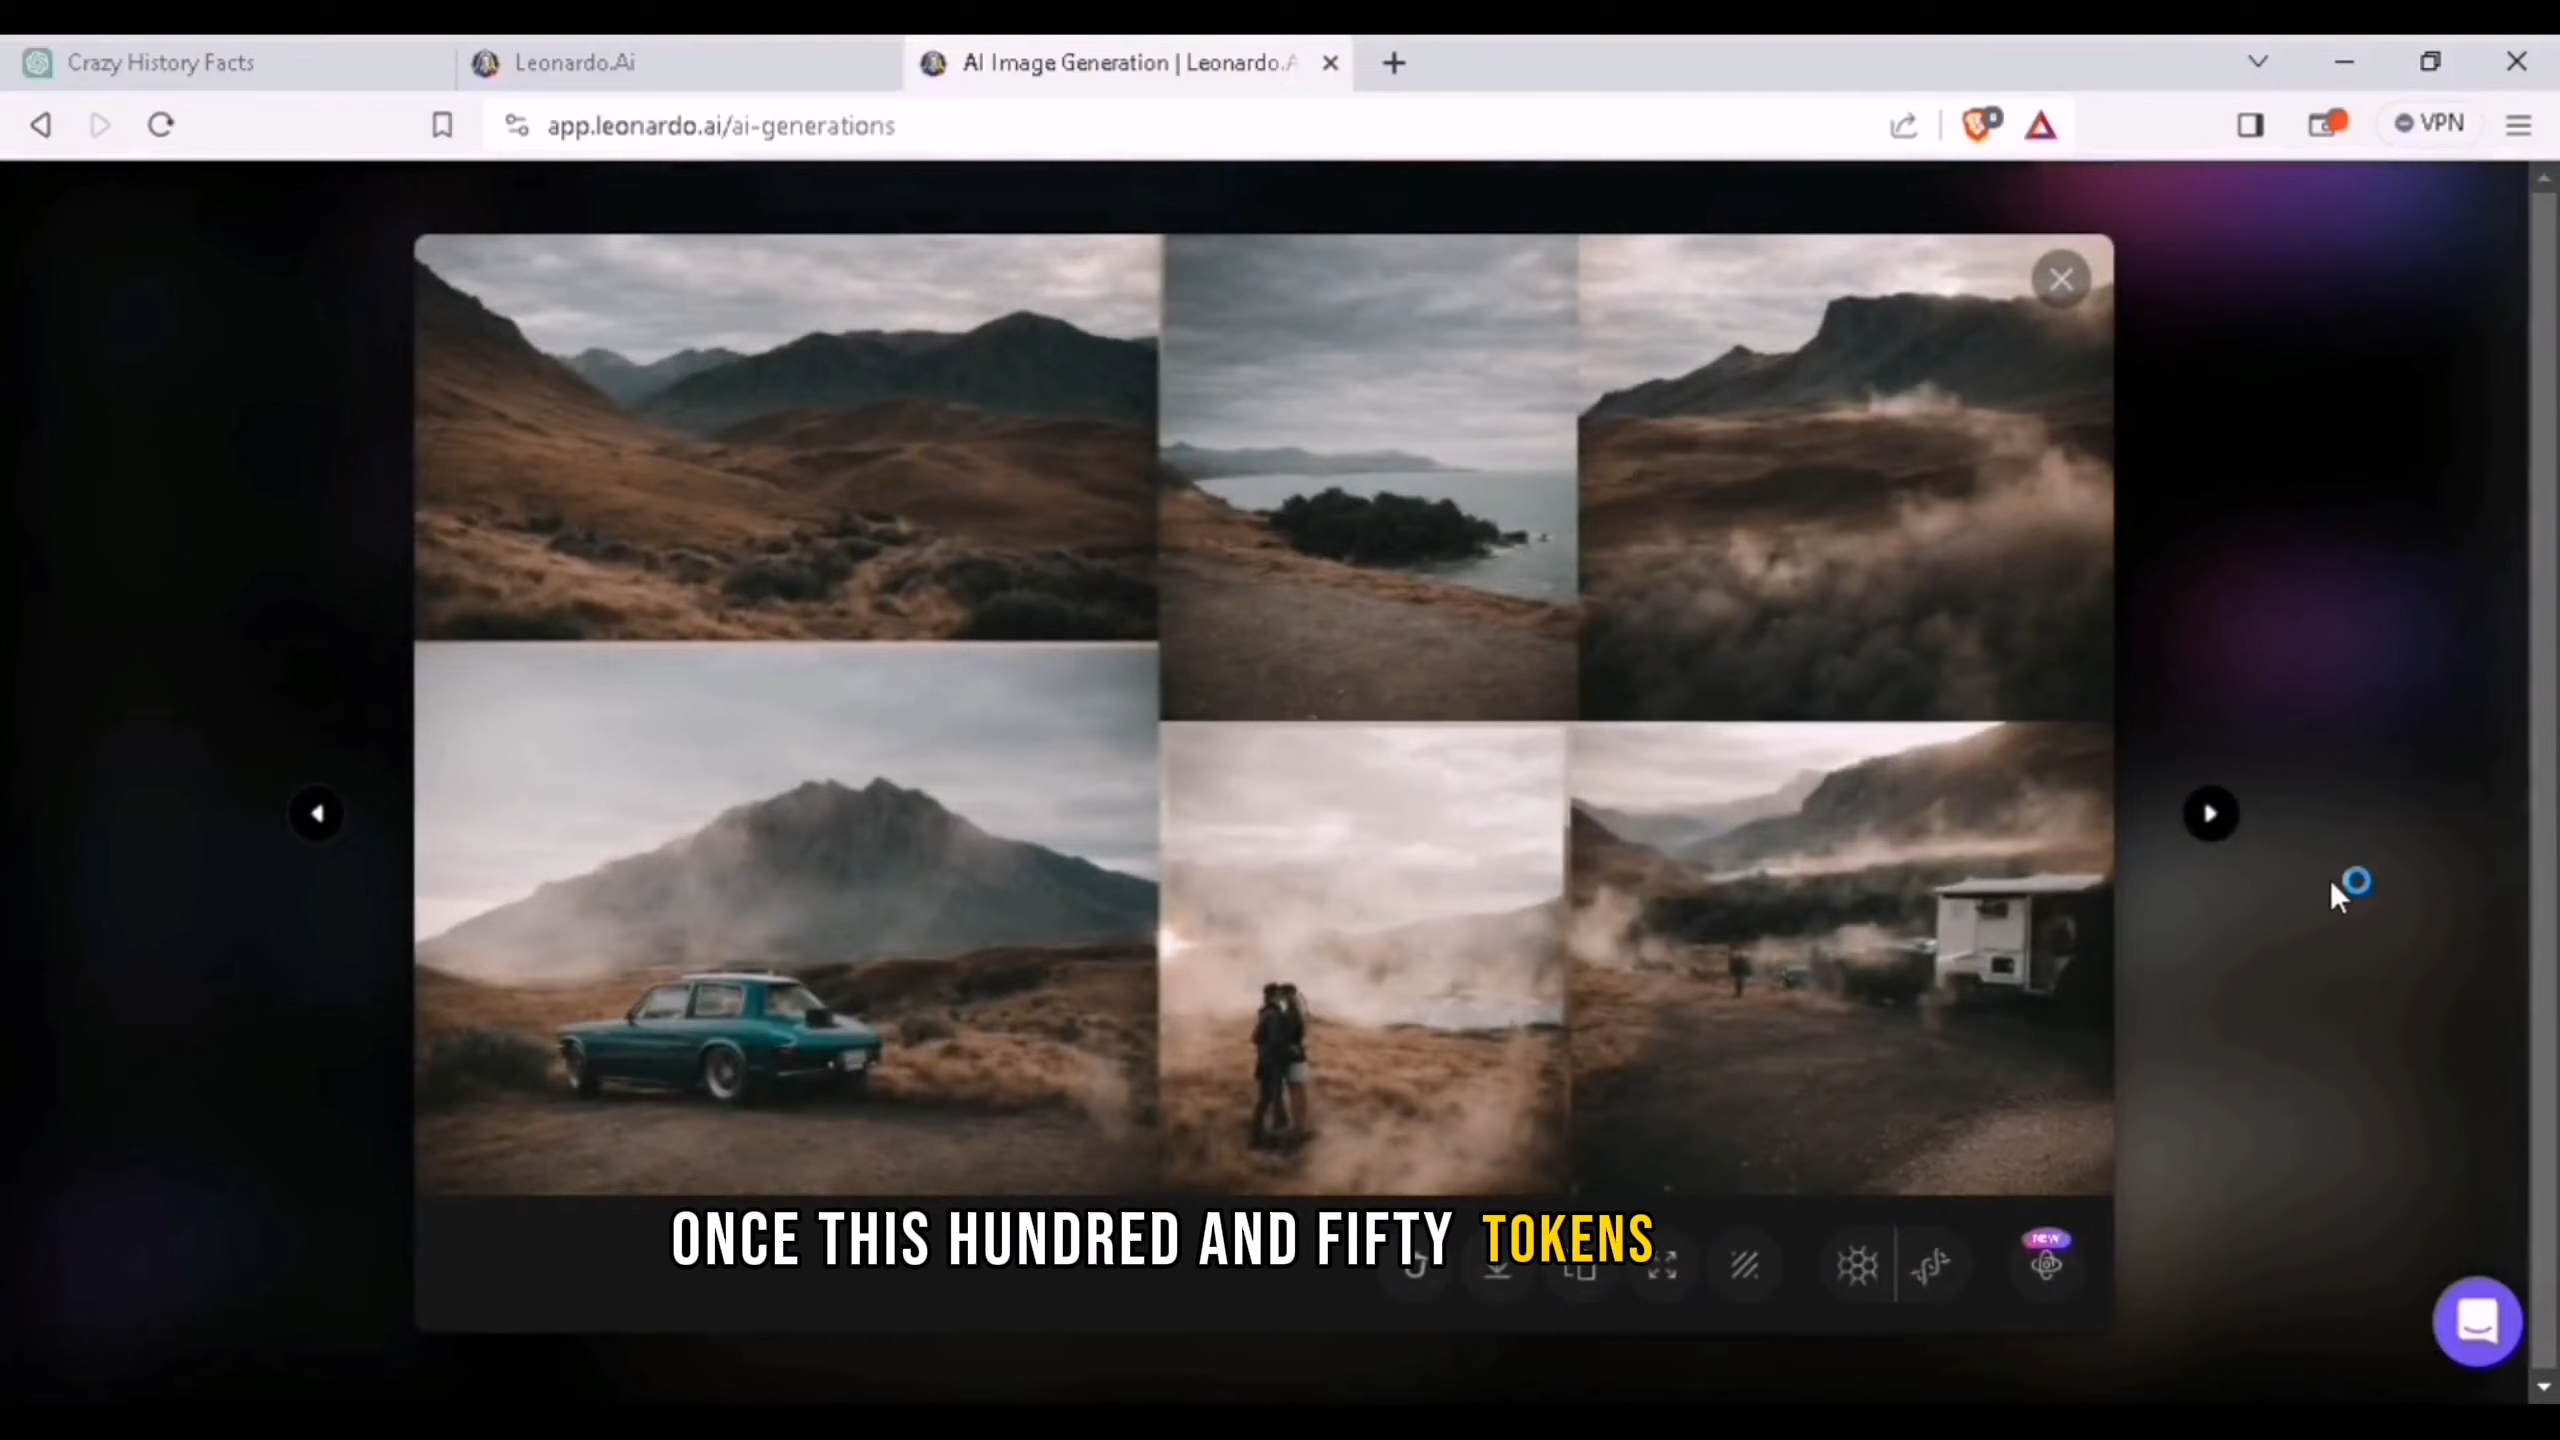 Crazy History Facts
Leonardo.Ai
AI Image Generation | Leonardo.A
app.leonardo.ai/ai-generations
VPN
ONCE THIS HUNDRED AND FIFTY TOKENS
NEW